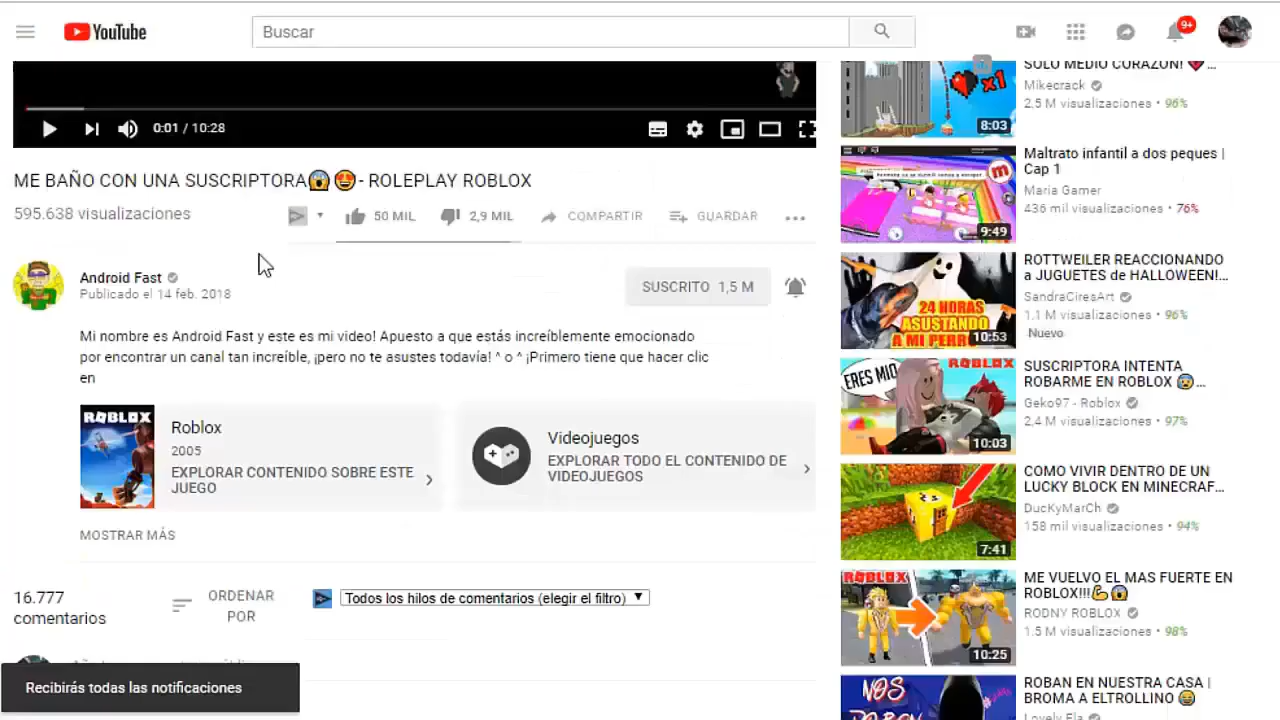 YouTube
Buscar
9+
0:01 / 10:28
ME BAÑO CON UNA SUSCRIPTORA😱😍- ROLEPLAY ROBLOX
595.638 visualizaciones
50 MIL
2,9 MIL
COMPARTIR
GUARDAR
Android Fast
Publicado el 14 feb. 2018
SUSCRITO 1,5 M
Mi nombre es Android Fast y este es mi video! Apuesto a que estás increíblemente emocionado
por encontrar un canal tan increíble, ¡pero no te asustes todavía! ^ o ^ ¡Primero tiene que hacer clic
en
ROBLOX
Roblox
2005
EXPLORAR CONTENIDO SOBRE ESTE
JUEGO
Videojuegos
EXPLORAR TODO EL CONTENIDO DE
VIDEOJUEGOS
MOSTRAR MÁS
16.777
comentarios
ORDENAR
POR
Todos los hilos de comentarios (elegir el filtro)
Recibirás todas las notificaciones
x1
8:03
SOLO MEDIO CORAZÓN! 💔...
Mikecrack
2,5 M visualizaciones • 96%
9:49
Maltrato infantil a dos peques |
Cap 1
Maria Gamer
436 mil visualizaciones • 76%
24 HORAS
ASUSTANDO
A MI PERRO
10:53
ROTTWEILER REACCIONANDO
a JUGUETES de HALLOWEEN!...
SandraCiresArt
1,1 M visualizaciones • 96%
Nuevo
ERES MIO
ROBLOX
10:03
SUSCRIPTORA INTENTA
ROBARME EN ROBLOX 😰...
Geko97 - Roblox
2,4 M visualizaciones • 97%
7:41
COMO VIVIR DENTRO DE UN
LUCKY BLOCK EN MINECRAF...
DucKyMarCh
158 mil visualizaciones • 94%
ROBLOX
10:25
ME VUELVO EL MAS FUERTE EN
ROBLOX!!!💪😱
RODNY ROBLOX
1,5 M visualizaciones • 98%
NOS
ROBAN EN NUESTRA CASA |
BROMA A ELTROLLINO 😂
Lovely Ela